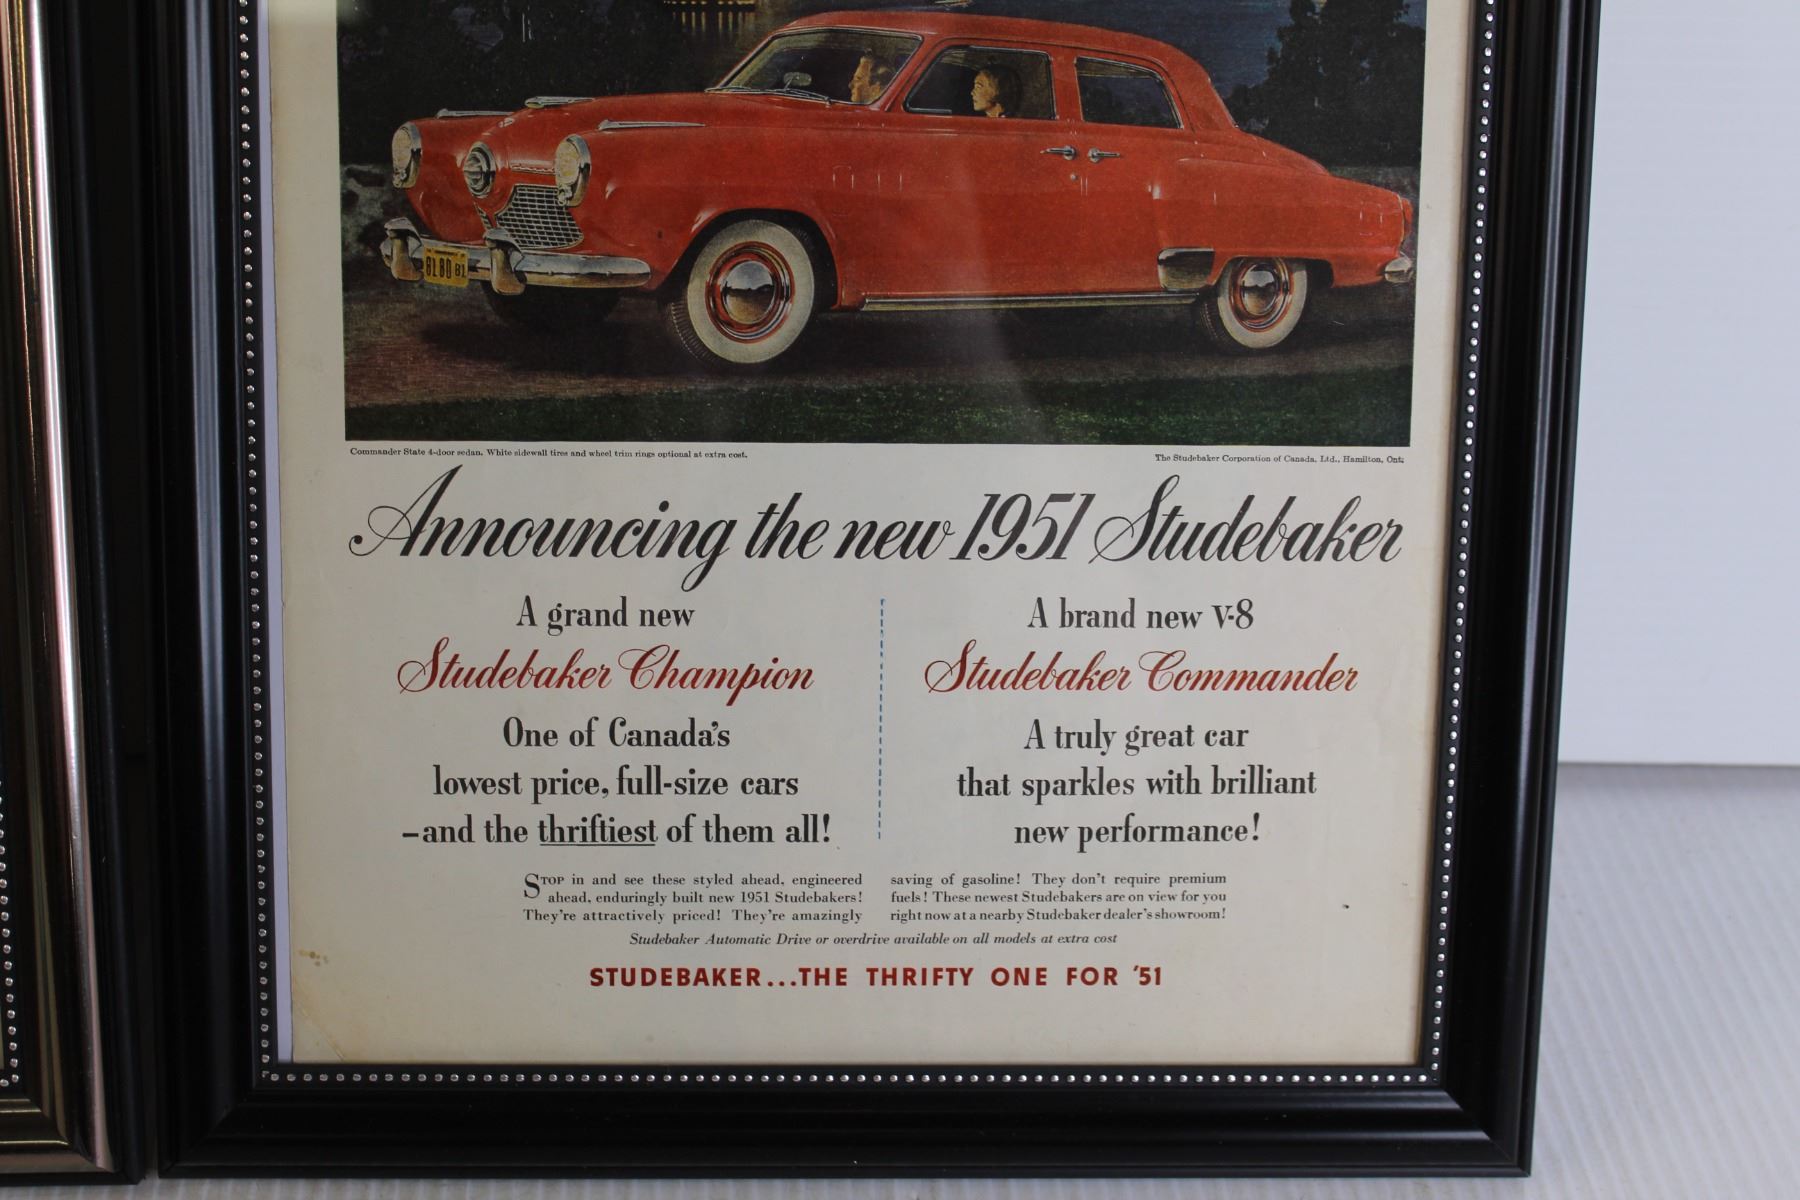 BL80 81
Commander State 4-door sedan. White sidewall tires and wheel trim rings optional at extra cost.
The Studebaker Corporation of Canada, Ltd., Hamilton, Ont.
Announcing the new 1951 Studebaker
A grand new
Studebaker Champion
One of Canada's
lowest price, full-size cars
–and the thriftiest of them all!
A brand new V-8
Studebaker Commander
A truly great car
that sparkles with brilliant
new performance!
STOP in and see these styled ahead, engineered
ahead, enduringly built new 1951 Studebakers!
They're attractively priced! They're amazingly
saving of gasoline! They don't require premium
fuels! These newest Studebakers are on view for you
right now at a nearby Studebaker dealer's showroom!
Studebaker Automatic Drive or overdrive available on all models at extra cost
STUDEBAKER...THE THRIFTY ONE FOR '51